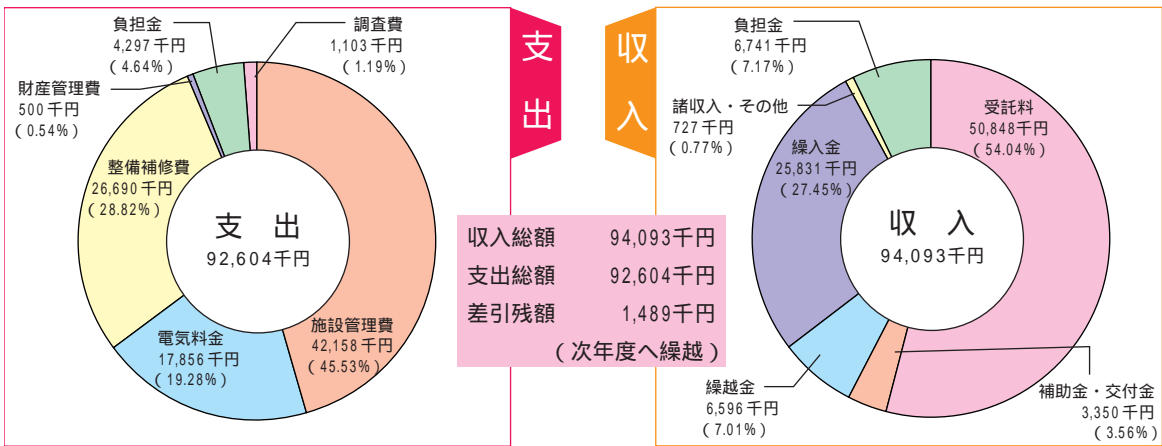 支出
負担金
4,297千円
(4.64%)
調査費
1,103千円
(1.19%)
財産管理費
500千円
(0.54%)
整備補修費
26,690千円
(28.82%)
支 出
92,604千円
電気料金
17,856千円
(19.28%)
施設管理費
42,158千円
(45.53%)
収入総額 94,093千円
支出総額 92,604千円
差引残額 1,489千円
(次年度へ繰越)
収入
負担金
6,741千円
(7.17%)
諸収入・その他
727千円
(0.77%)
受託料
50,848千円
(54.04%)
繰入金
25,831千円
(27.45%)
収 入
94,093千円
繰越金
6,596千円
(7.01%)
補助金・交付金
3,350千円
(3.56%)